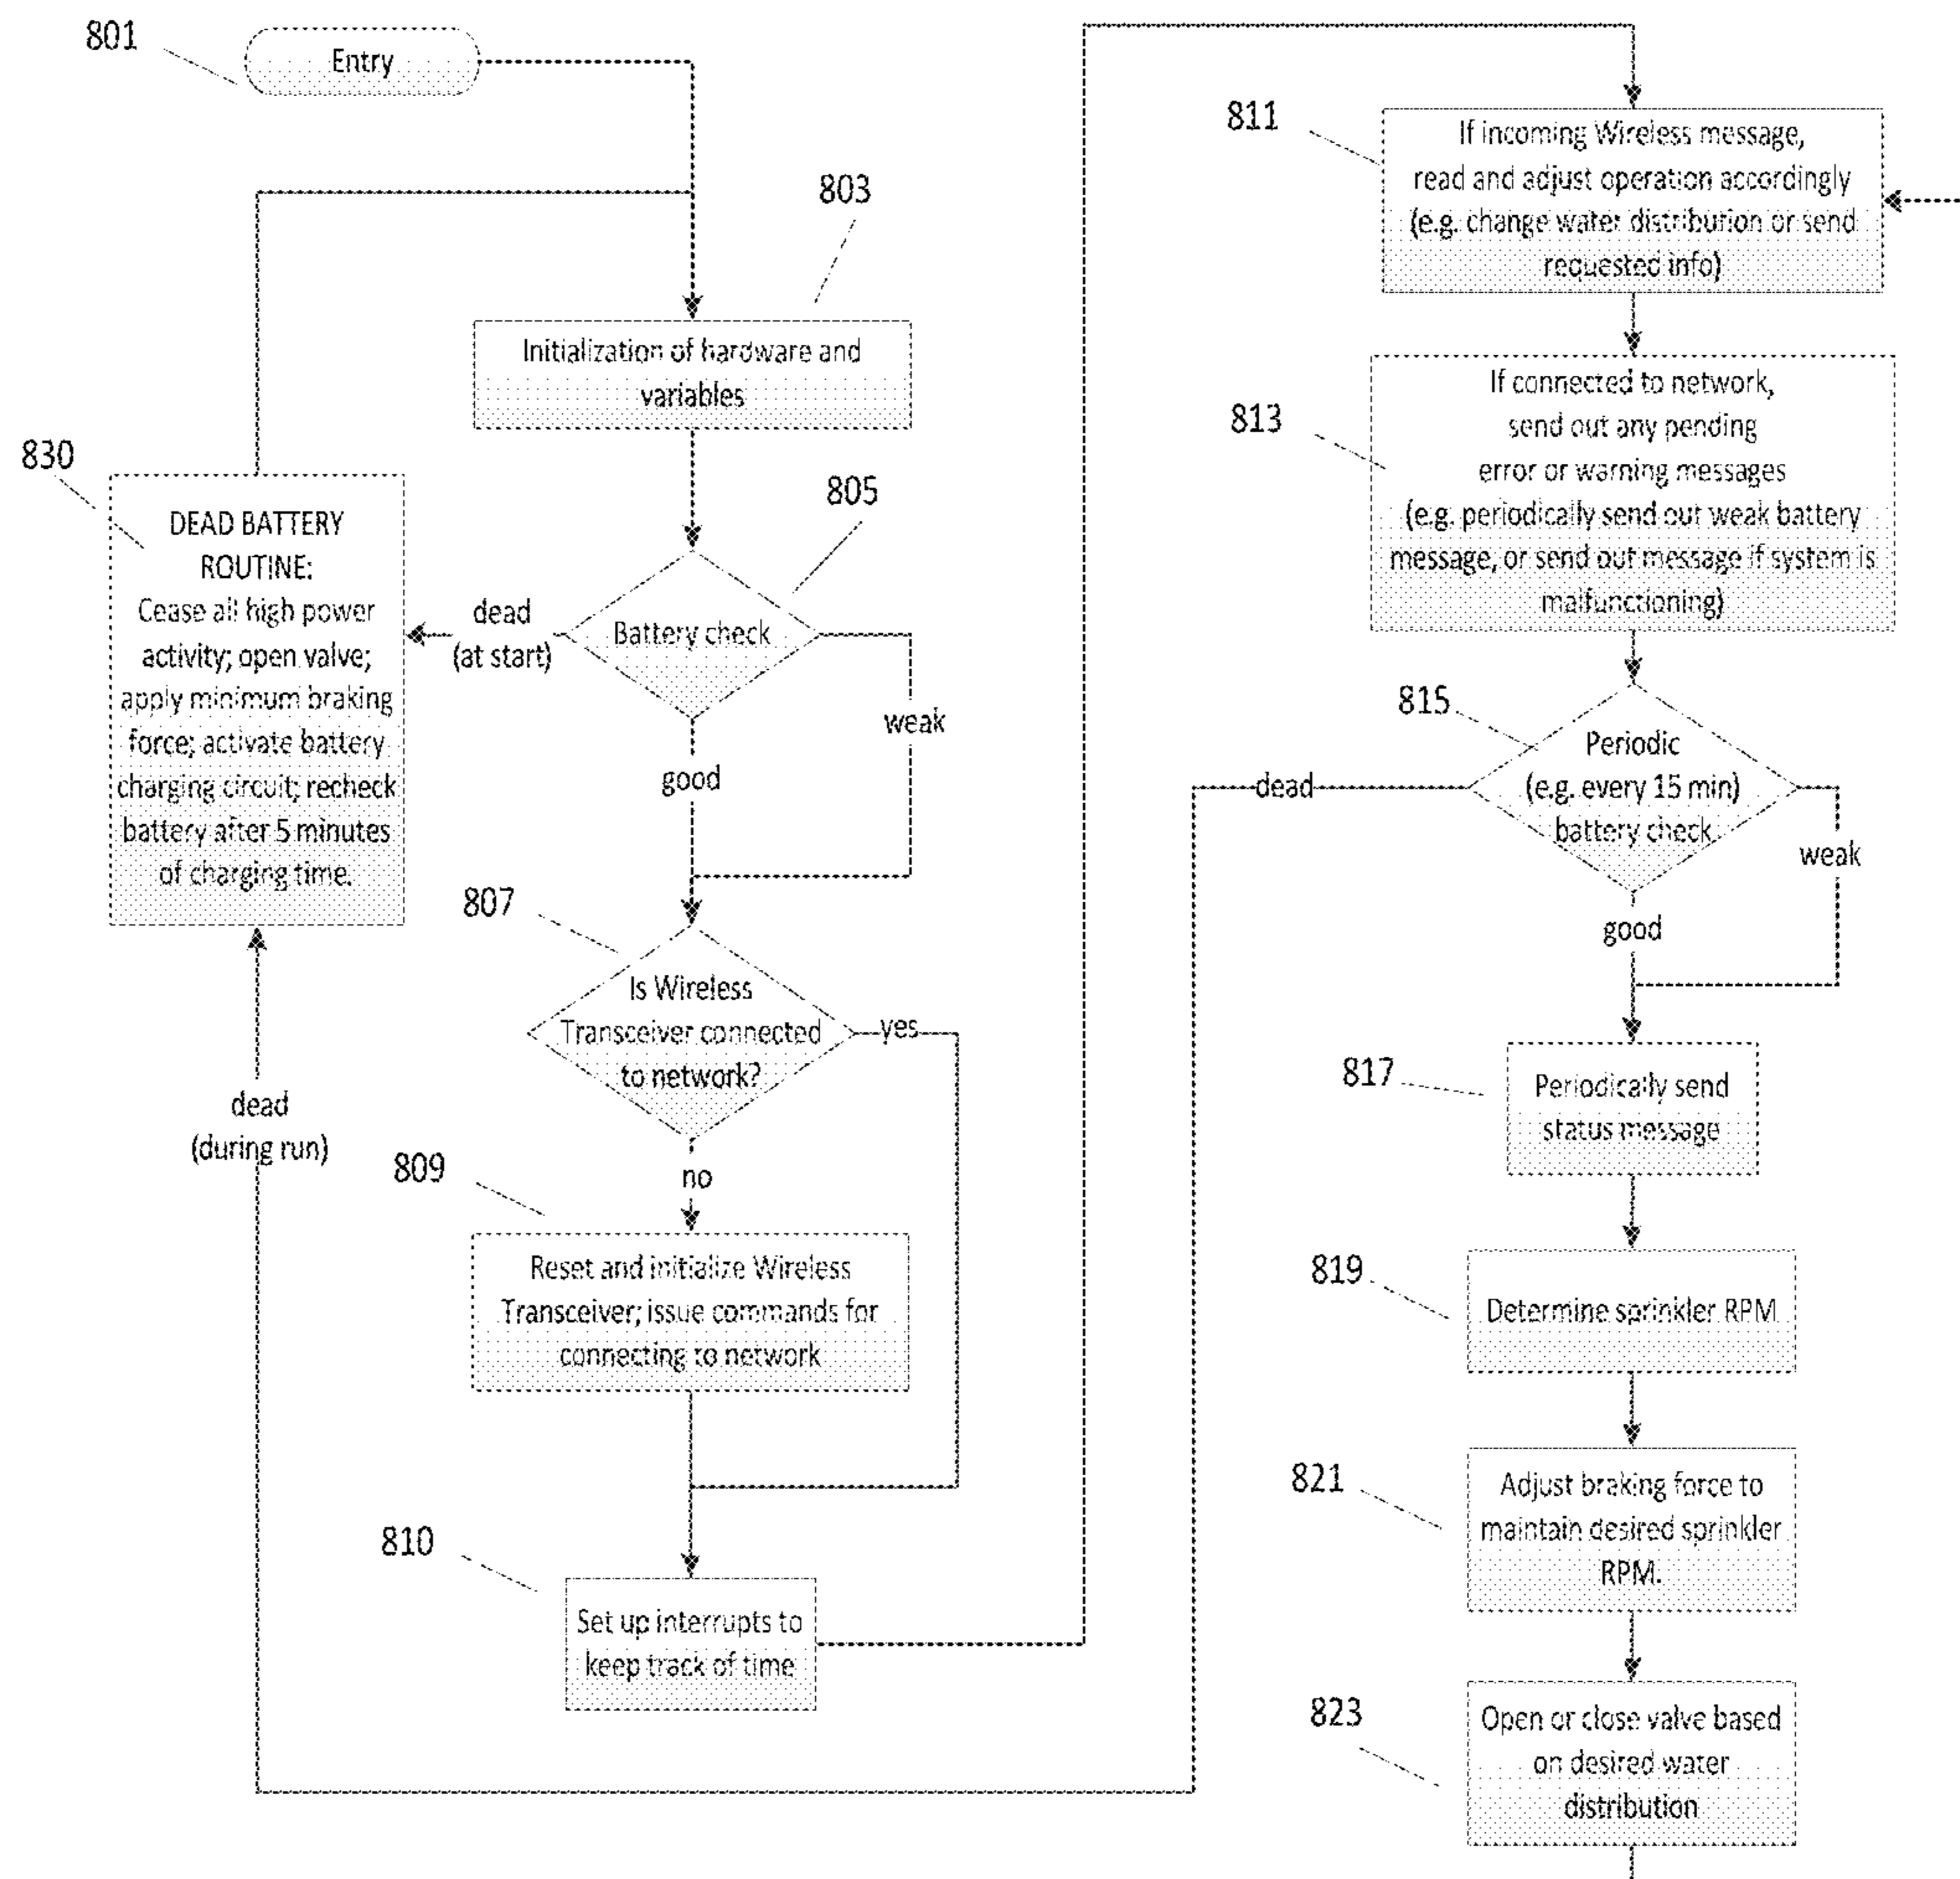 801
Entry
803
Initialization of hardware and
variables
830
DEAD BATTERY
ROUTINE:
Cease all high power
activity; open valve;
apply minimum braking
force; activate battery
charging circuit; recheck
battery after 5 minutes
of charging time.
805
Battery check
dead
(at start)
weak
good
807
Is Wireless
Transceiver connected
to network?
yes
no
dead
(during run)
809
Reset and initialize Wireless
Transceiver; issue commands for
connecting to network
810
Set up interrupts to
keep track of time
811
If incoming Wireless message,
read and adjust operation accordingly
(e.g. change water distribution or send
requested info)
813
If connected to network,
send out any pending
error or warning messages
(e.g. periodically send out weak battery
message, or send out message if system is
malfunctioning)
815
Periodic
(e.g. every 15 min)
battery check
dead
weak
good
817
Periodically send
status message
819
Determine sprinkler RPM
821
Adjust braking force to
maintain desired sprinkler
RPM.
823
Open or close valve based
on desired water
distribution